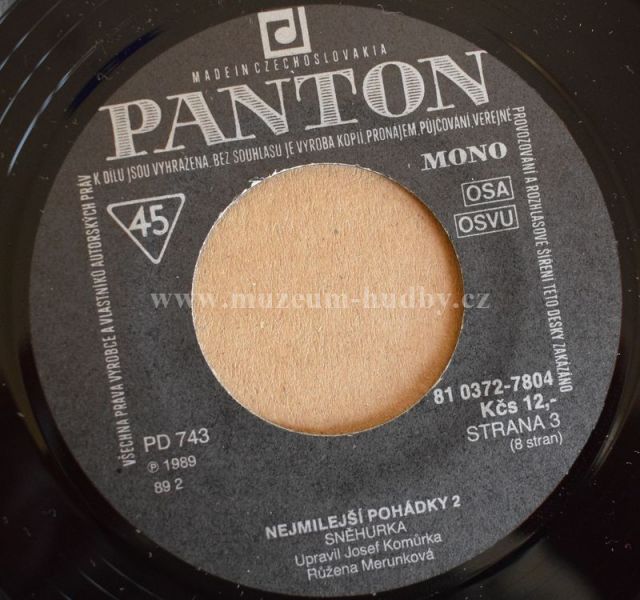 MADE IN CZECHOSLOVAKIA
PANTON
VŠECHNA PRÁVA VÝROBCE A VLASTNÍKŮ AUTORSKÝCH PRÁV
K DÍLU JSOU VYHRAŽENA. BEZ SOUHLASU JE VÝROBA KOPIÍ, PRONÁJEM, PŮJČOVÁNÍ, VEREJNÉ
PROVOZOVÁNÍ A ROZHLASOVÉ ŠÍŘENÍ TÉTO DESKY ZAKÁZÁNO
MONO
45
OSA
OSVU
www.muzeum-hudby.cz
81 0372-7804
Kčs 12,-
STRANA 3
(8 stran)
PD 743
℗ 1989
89 2
NEJMILEJŠÍ POHÁDKY 2
SNĚHURKA
Upravil Josef Komůrka
Růžena Merunková